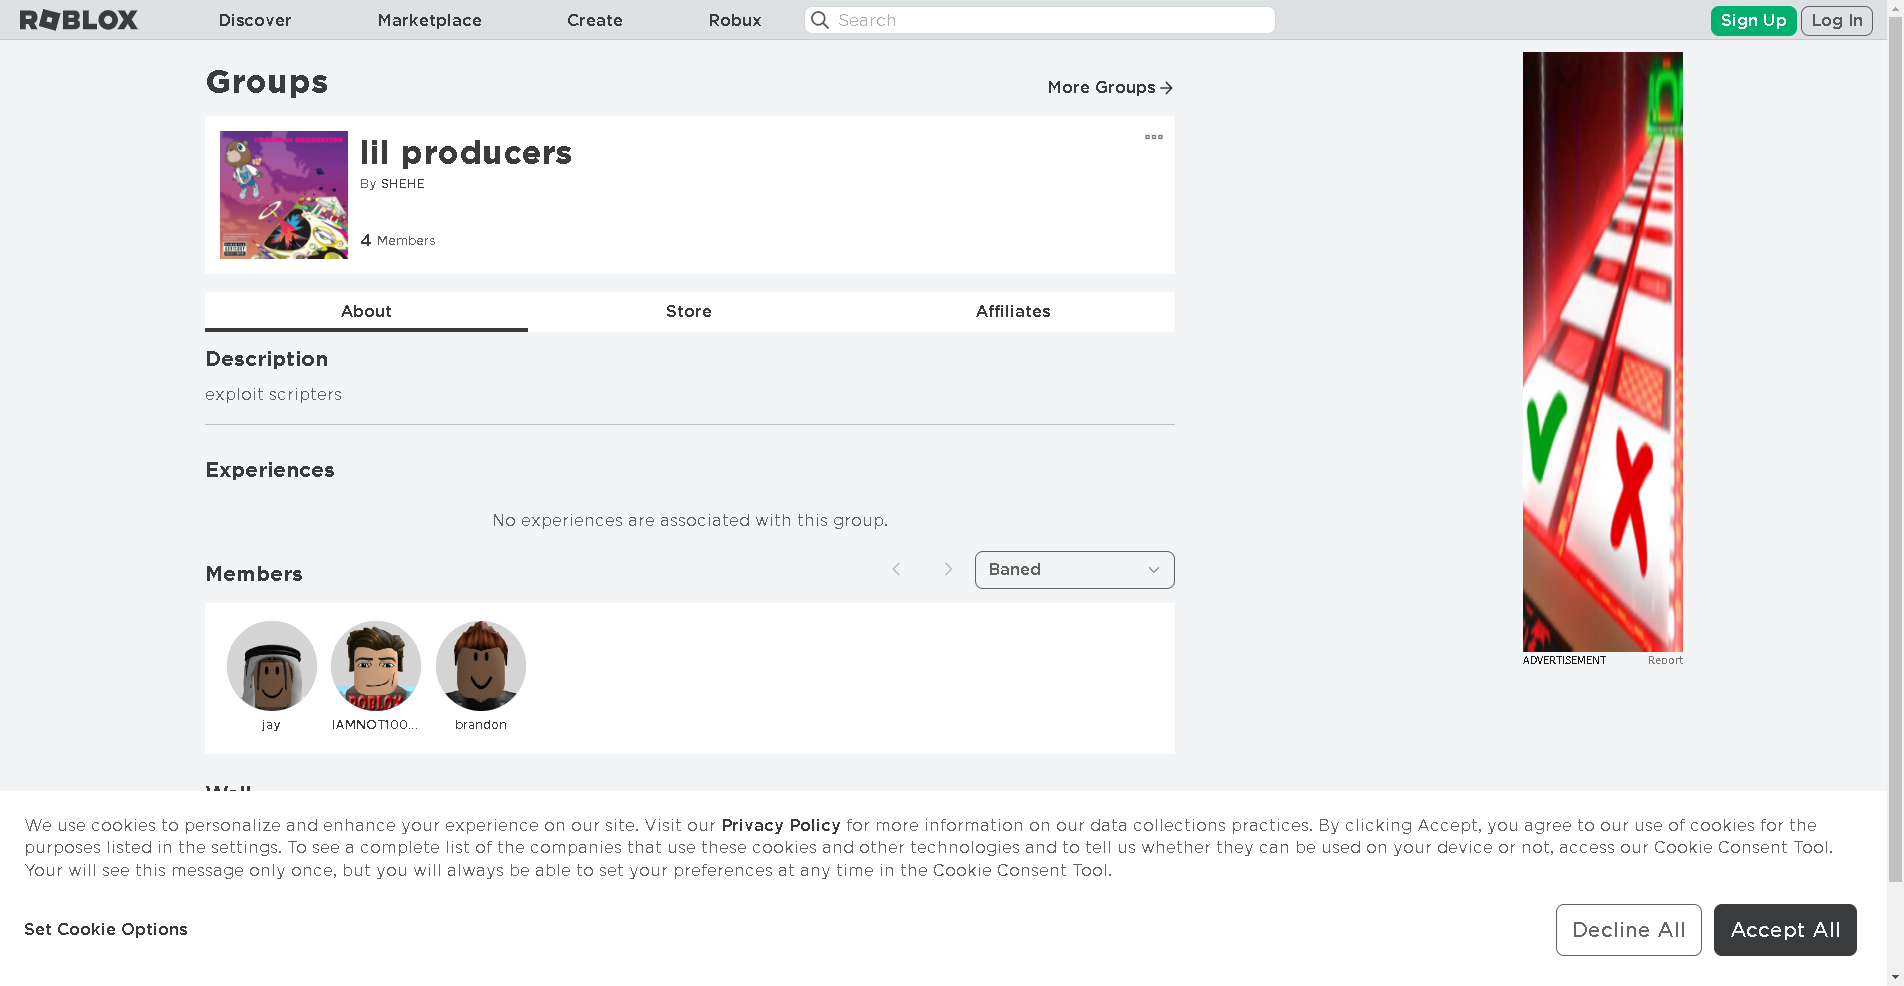 ROBLOX Discover Marketplace Create Robux Search Sign Up Log In
Groups
More Groups
lil producers
By SHEHE
4 Members
About Store Affiliates
Description
exploit scripters
Experiences
No experiences are associated with this group.
Members
Baned
jay IAMNOT100... brandon
ADVERTISEMENT Report
Wall
We use cookies to personalize and enhance your experience on our site. Visit our Privacy Policy for more information on our data collections practices. By clicking Accept, you agree to our use of cookies for the
purposes listed in the settings. To see a complete list of the companies that use these cookies and other technologies and to tell us whether they can be used on your device or not, access our Cookie Consent Tool.
Your will see this message only once, but you will always be able to set your preferences at any time in the Cookie Consent Tool.
Set Cookie Options
Decline All Accept All